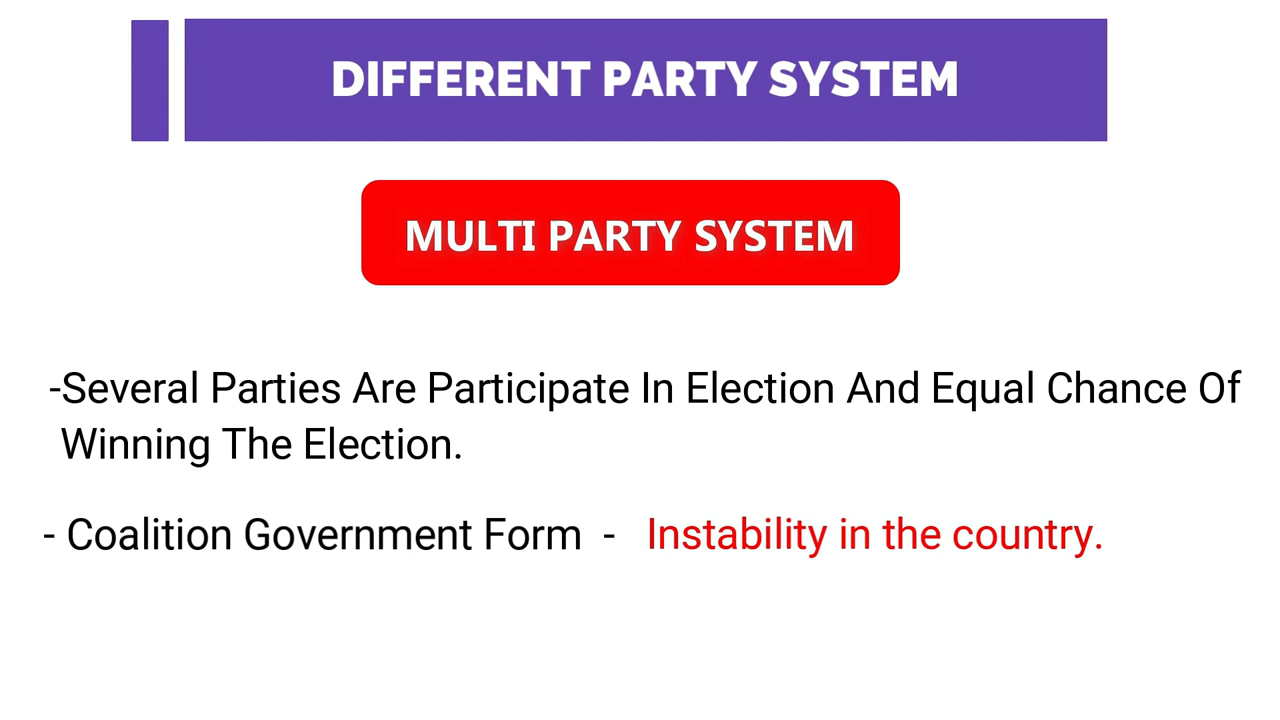 DIFFERENT PARTY SYSTEM
MULTI PARTY SYSTEM
-Several Parties Are Participate In Election And Equal Chance Of
Winning The Election.
- Coalition Government Form - Instability in the country.